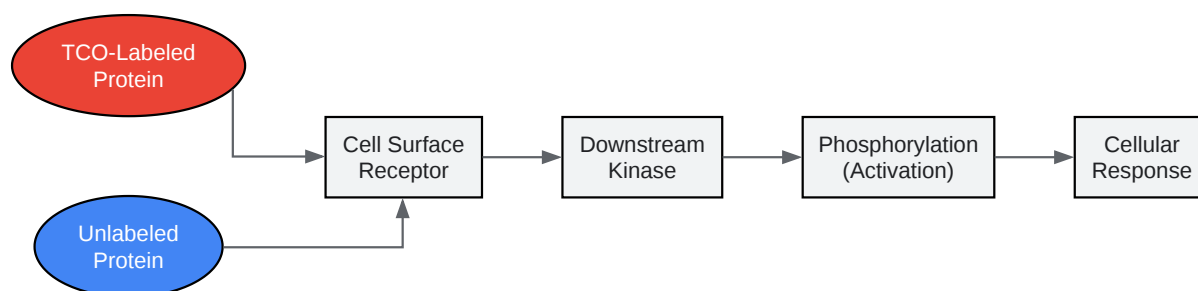 TCO-Labeled
Protein
Cell Surface
Receptor
Downstream
Kinase
Phosphorylation
(Activation)
Cellular
Response
Unlabeled
Protein